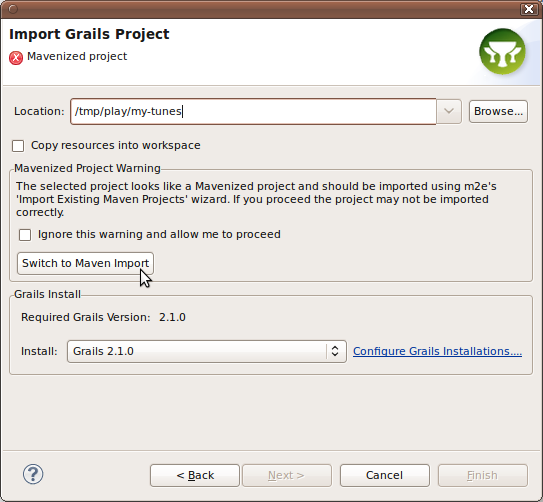 Import Grails Project
Mavenized project
Location: /tmp/play/my-tunes Browse...
Copy resources into workspace
Mavenized Project Warning
The selected project looks like a Mavenized project and should be imported using m2e's
'Import Existing Maven Projects' wizard. If you proceed the project may not be imported
correctly.
Ignore this warning and allow me to proceed
Switch to Maven Import
Grails Install
Required Grails Version: 2.1.0
Install: Grails 2.1.0 Configure Grails Installations....
? < Back Next > Cancel Finish